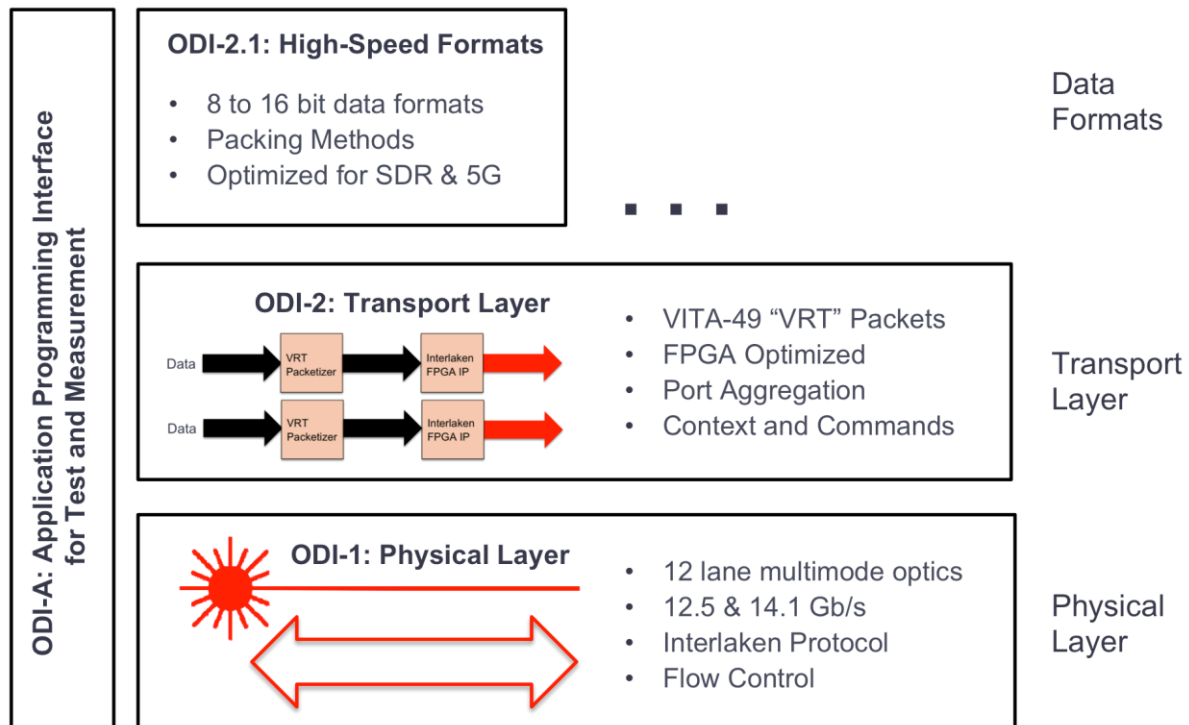 ODI-A: Application Programming Interface
for Test and Measurement
ODI-2.1: High-Speed Formats
• 8 to 16 bit data formats
• Packing Methods
• Optimized for SDR & 5G
Data
Formats
ODI-2: Transport Layer
Data
VRT
Packetizer
Interlaken
FPGA IP
Data
VRT
Packetizer
Interlaken
FPGA IP
• VITA-49 “VRT” Packets
• FPGA Optimized
• Port Aggregation
• Context and Commands
Transport
Layer
ODI-1: Physical Layer
• 12 lane multimode optics
• 12.5 & 14.1 Gb/s
• Interlaken Protocol
• Flow Control
Physical
Layer